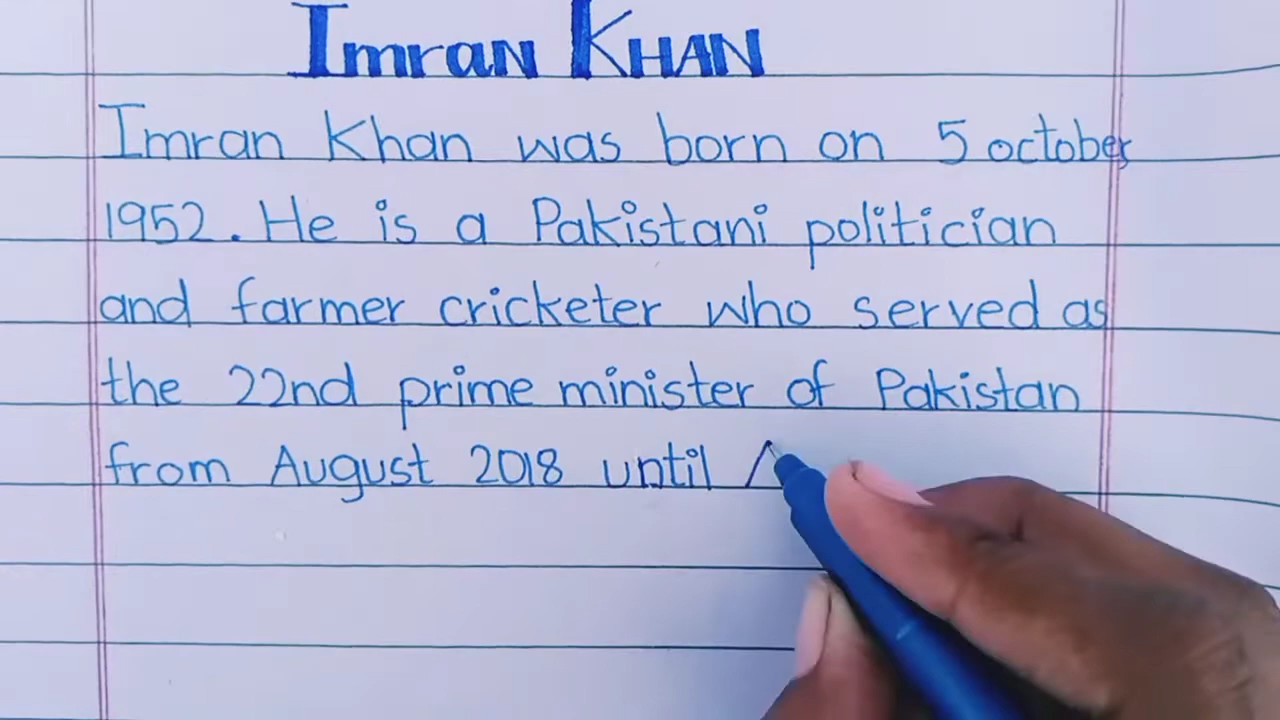 Imran KHAN
Imran Khan was born on 5 october
1952. He is a Pakistani politician
and farmer cricketer who served as
the 22nd prime minister of Pakistan
from August 2018 until